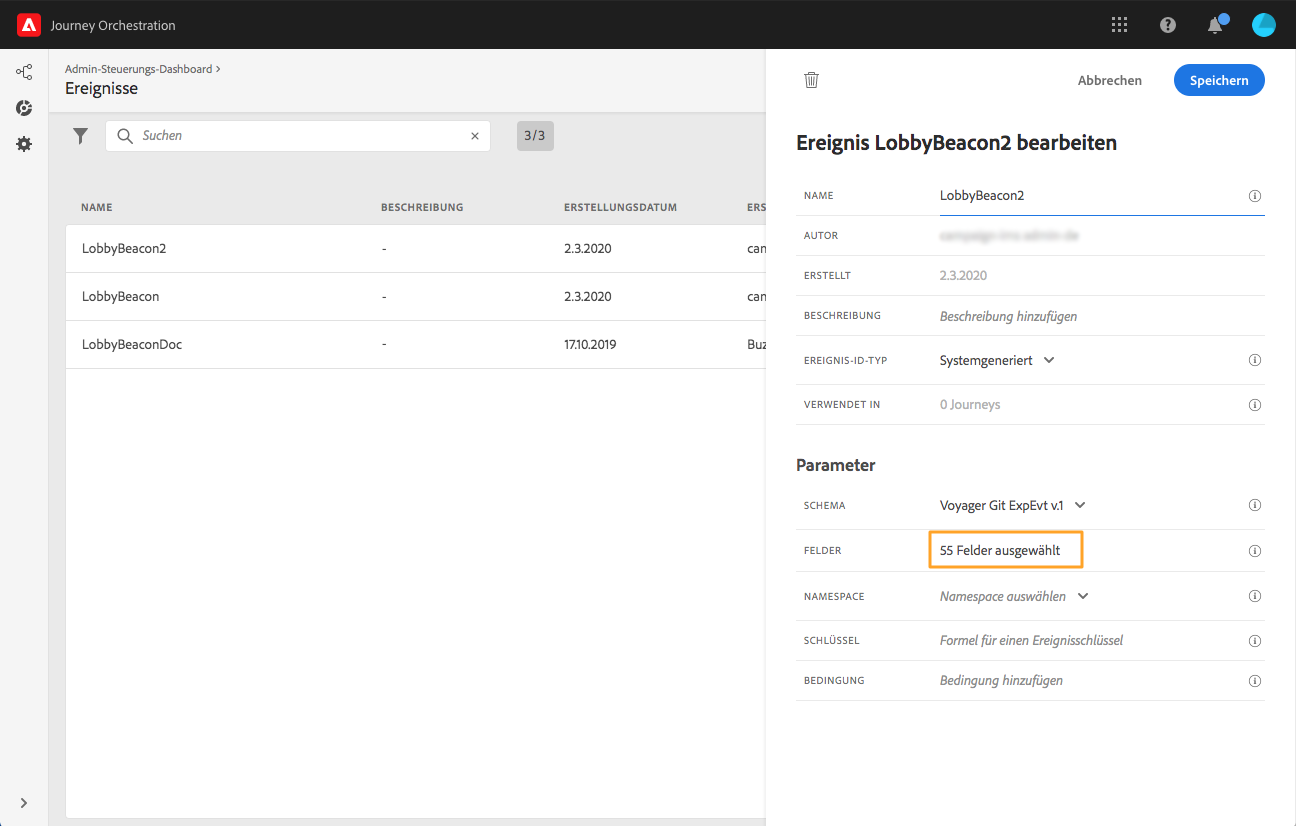 Journey Orchestration
Admin-Steuerungs-Dashboard >
Ereignisse
Suchen
3/3
NAME BESCHREIBUNG ERSTELLUNGSDATUM ERS
LobbyBeacon2 - 2.3.2020 can
LobbyBeacon - 2.3.2020 can
LobbyBeaconDoc - 17.10.2019 Buz
Abbrechen
Speichern
Ereignis LobbyBeacon2 bearbeiten
NAME LobbyBeacon2
AUTOR
ERSTELLT 2.3.2020
BESCHREIBUNG Beschreibung hinzufügen
EREIGNIS-ID-TYP Systemgeneriert
VERWENDET IN 0 Journeys
Parameter
SCHEMA Voyager Git ExpEvt v.1
FELDER 55 Felder ausgewählt
NAMESPACE Namespace auswählen
SCHLÜSSEL Formel für einen Ereignisschlüssel
BEDINGUNG Bedingung hinzufügen